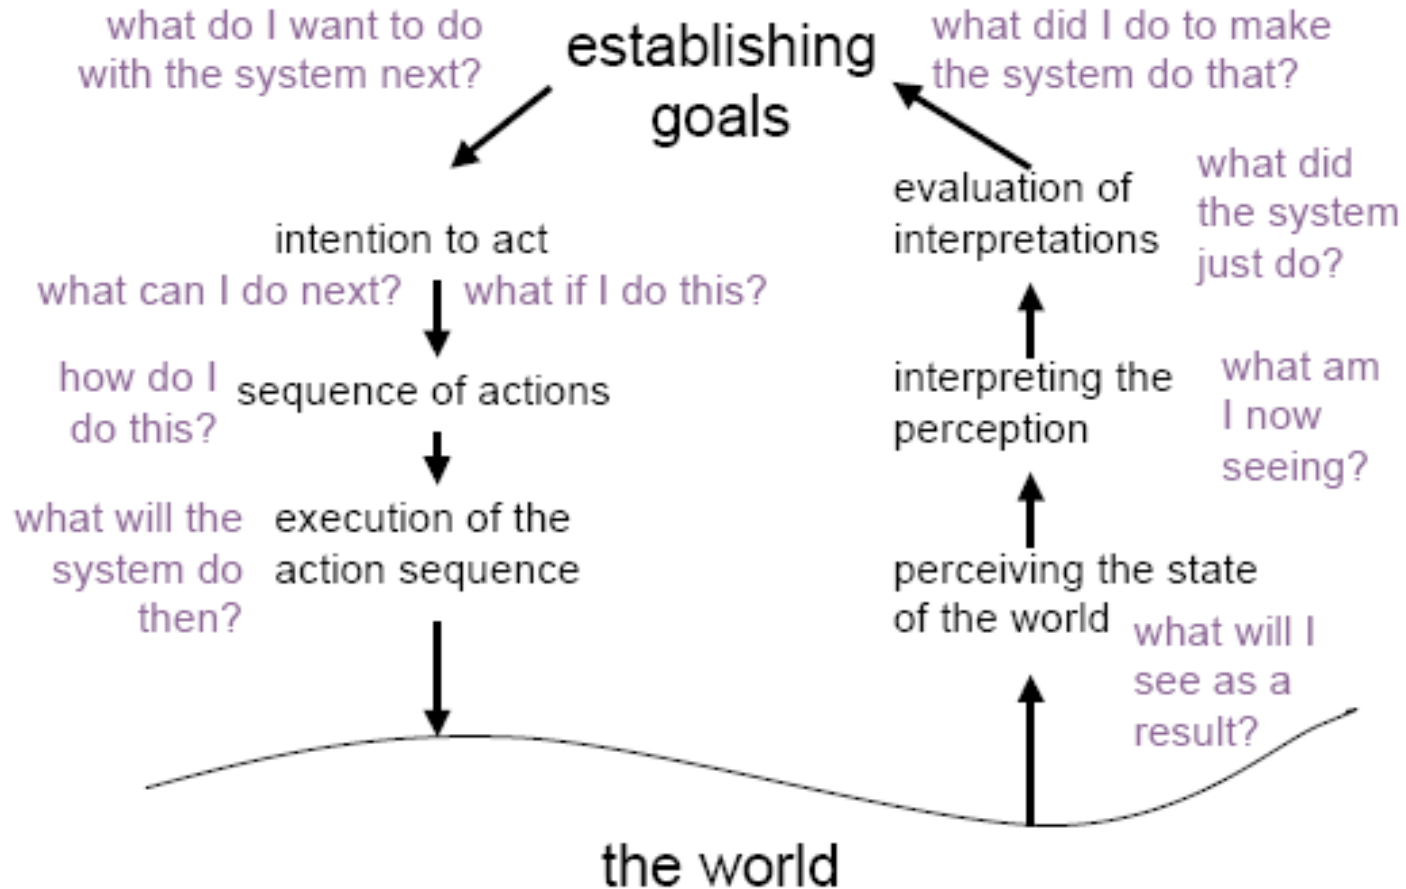 what do I want to do
with the system next?
establishing
goals
what did I do to make
the system do that?
intention to act
what can I do next?
what if I do this?
how do I
do this?
sequence of actions
what will the
system do
then?
execution of the
action sequence
evaluation of
interpretations
what did
the system
just do?
interpreting the
perception
what am
I now
seeing?
perceiving the state
of the world
what will I
see as a
result?
the world